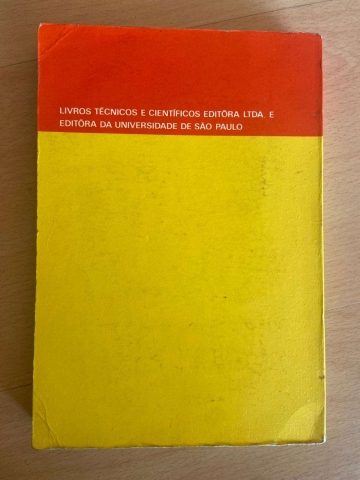 LIVROS TÉCNICOS E CIENTÍFICOS EDITÔRA LTDA. E
EDITÔRA DA UNIVERSIDADE DE SÃO PAULO